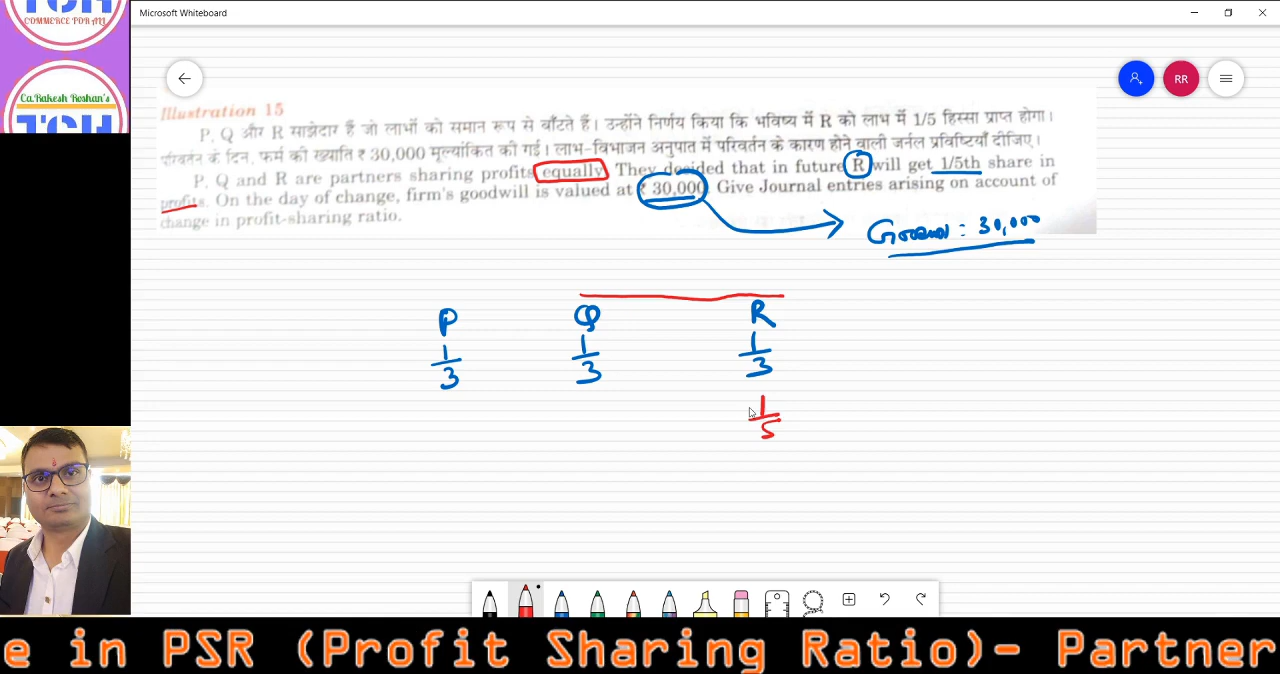 COMMERCE FOR ALL
Ca.Rakesh Roshan's
Microsoft Whiteboard
RR
Illustration 15
P, Q और R साझेदार हैं जो लाभों को समान रूप से बाँटते हैं। उन्होंने निर्णय किया कि भविष्य में R को लाभ में 1/5 हिस्सा प्राप्त होगा।
परिवर्तन के दिन, फर्म की ख्याति ₹ 30,000 मूल्यांकित की गई। लाभ-विभाजन अनुपात में परिवर्तन के कारण होने वाली जर्नल प्रविष्टियाँ दीजिए।
P, Q and R are partners sharing profits equally. They decided that in future R will get 1/5th share in
profits. On the day of change, firm's goodwill is valued at ₹ 30,000. Give Journal entries arising on account of
change in profit-sharing ratio.
= 30,000
P Q R
1/3 1/3 1/3
1/5
e in PSR (Profit Sharing Ratio)- Partner